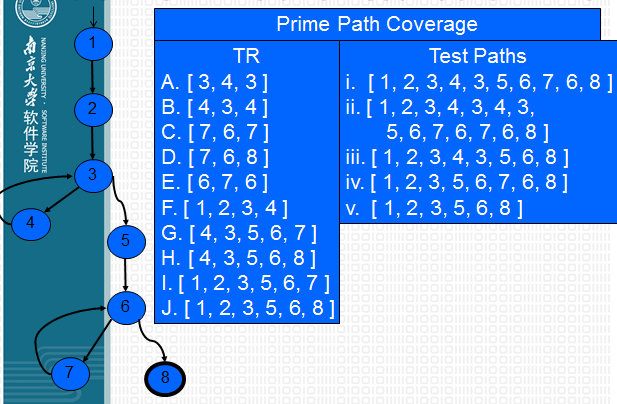 南京大学
软件学院
NANJING UNIVERSITY · SOFTWARE INSTITUTE
1
2
3
4
5
6
7
8
Prime Path Coverage
TR
A. [ 3, 4, 3 ]
B. [ 4, 3, 4 ]
C. [ 7, 6, 7 ]
D. [ 7, 6, 8 ]
E. [ 6, 7, 6 ]
F. [ 1, 2, 3, 4 ]
G. [ 4, 3, 5, 6, 7 ]
H. [ 4, 3, 5, 6, 8 ]
I. [ 1, 2, 3, 5, 6, 7 ]
J. [ 1, 2, 3, 5, 6, 8 ]
Test Paths
i. [ 1, 2, 3, 4, 3, 5, 6, 7, 6, 8 ]
ii. [ 1, 2, 3, 4, 3, 4, 3,
5, 6, 7, 6, 7, 6, 8 ]
iii. [ 1, 2, 3, 4, 3, 5, 6, 8 ]
iv. [ 1, 2, 3, 5, 6, 7, 6, 8 ]
v. [ 1, 2, 3, 5, 6, 8 ]